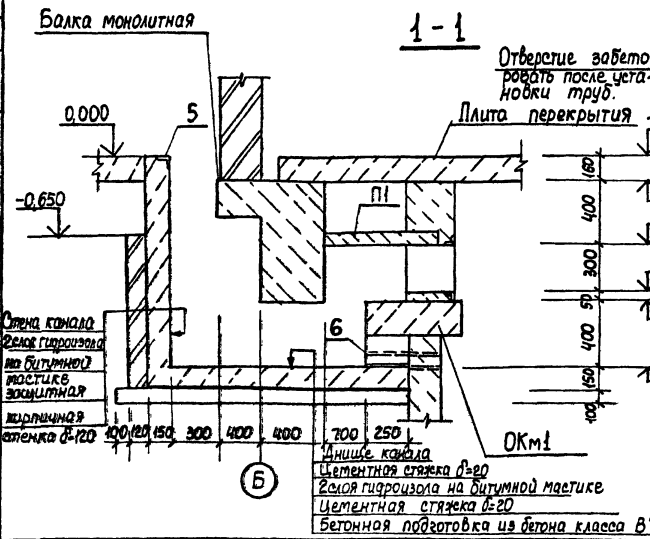 Балка монолитная
1-1
Отверстие забето
ровать после уста-
новки труб.
Плита перекрытия
0,000
5
-0,650
П1
160
400
300
50
400
150
100
Стена канала
2слоя гидроизола
на битумной
мастике
защитная
кирпичная
стенка δ=120
6
100 120 150 300 400 400 700 250
Б
ОКм1
Днище канала
Цементная стяжка δ=20
2слоя гидроизола на битумной мастике
Цементная стяжка δ=20
Бетонная подготовка из бетона класса В